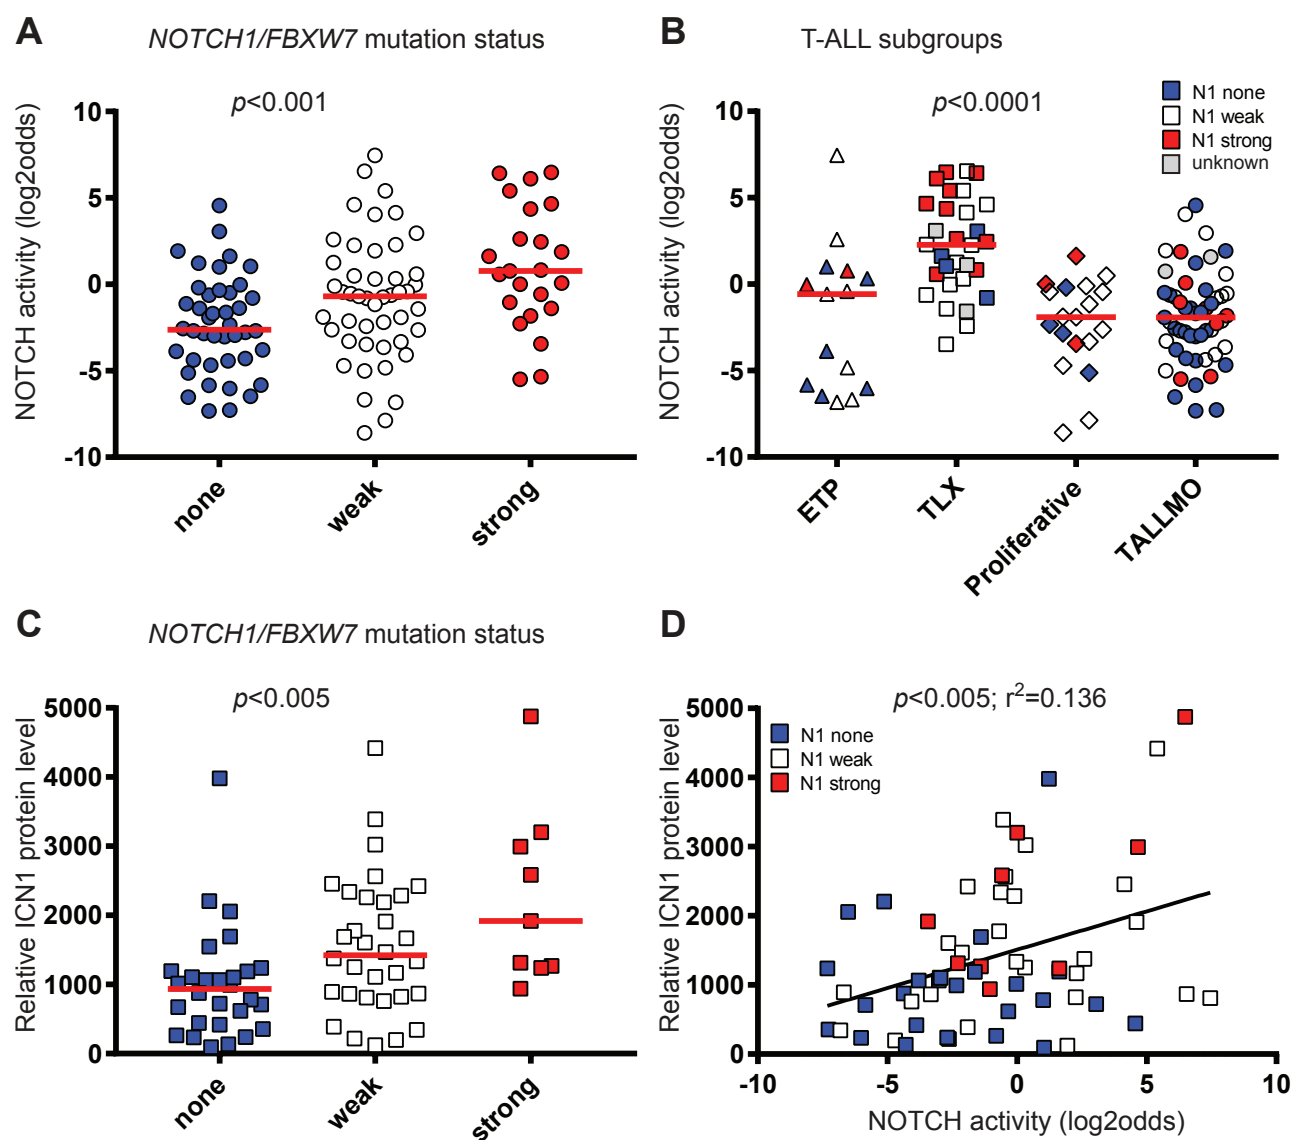 A
NOTCH1/FBXW7 mutation status
p<0.001
NOTCH activity (log2odds)
10
5
0
-5
-10
none
weak
strong
B
T-ALL subgroups
p<0.0001
N1 none
N1 weak
N1 strong
unknown
NOTCH activity (log2odds)
10
5
0
-5
-10
ETP
TLX
Proliferative
TALLMO
C
NOTCH1/FBXW7 mutation status
p<0.005
Relative ICN1 protein level
5000
4000
3000
2000
1000
0
none
weak
strong
D
p<0.005; r²=0.136
N1 none
N1 weak
N1 strong
Relative ICN1 protein level
5000
4000
3000
2000
1000
0
-10
-5
0
5
10
NOTCH activity (log2odds)